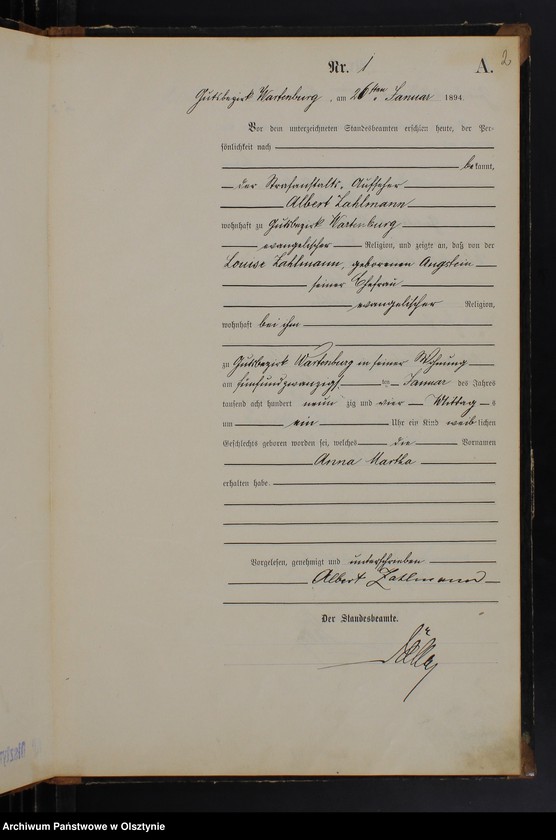 2
Nr. 1 A.
Gutsbezirk Wartenburg, am 26ten Januar 1894.
Vor dem unterzeichneten Standesbeamten erschien heute, der Per-
sönlichkeit nach
bekannt,
der Strafanstalts-Aufseher
Albert Zahlmann
wohnhaft zu Gutsbezirk Wartenburg
evangelischer Religion, und zeigte an, daß von der
Louise Zahlmann, geborenen Angstein
seiner Ehefrau
evangelischer Religion,
wohnhaft bei ihm
zu Gutsbezirk Wartenburg in seiner Wohnung
am fünfundzwanzigsten Januar des Jahres
tausend acht hundert neunzig und vier Mittags
um ein Uhr ein Kind weiblichen
Geschlechts geboren worden sei, welches die Vornamen
Anna Martha
erhalten habe.
Vorgelesen, genehmigt und unterschrieben
Albert Zahlmann
Der Standesbeamte.
Archiwum Państwowe w Olsztynie